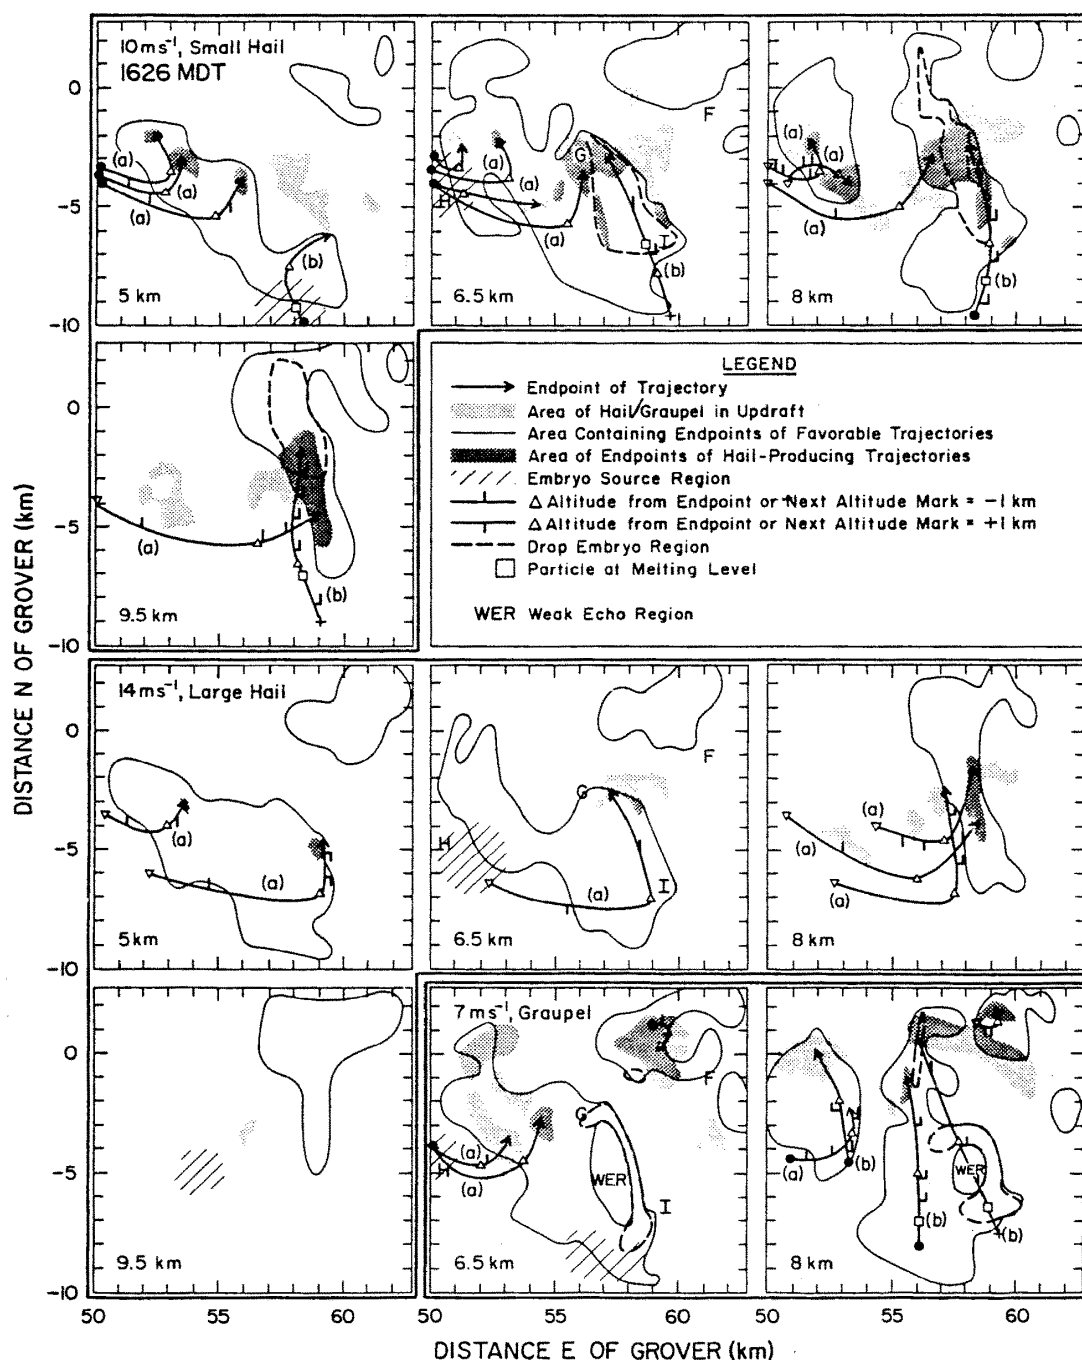 10 ms⁻¹, Small Hail
1626 MDT
0
-5
-10
(a)
(a)
(a)
(b)
5 km
F
G
H
I
(a)
(a)
(b)
6.5 km
(a)
(a)
(a)
(b)
8 km
0
-5
-10
(a)
(b)
9.5 km
LEGEND
Endpoint of Trajectory
Area of Hail/Graupel in Updraft
Area Containing Endpoints of Favorable Trajectories
Area of Endpoints of Hail-Producing Trajectories
Embryo Source Region
Altitude from Endpoint or Next Altitude Mark = -1 km
Altitude from Endpoint or Next Altitude Mark = +1 km
Drop Embryo Region
Particle at Melting Level
WER Weak Echo Region
DISTANCE N OF GROVER (km)
14 ms⁻¹, Large Hail
0
-5
-10
(a)
(a)
5 km
F
G
H
I
(a)
6.5 km
(a)
(a)
8 km
0
-5
-10
9.5 km
7 ms⁻¹, Graupel
F
G
H
I
(a)
(a)
WER
6.5 km
(a)
(b)
WER
(b)
(b)
8 km
50 55 60 50 55 60 50 55 60
DISTANCE E OF GROVER (km)